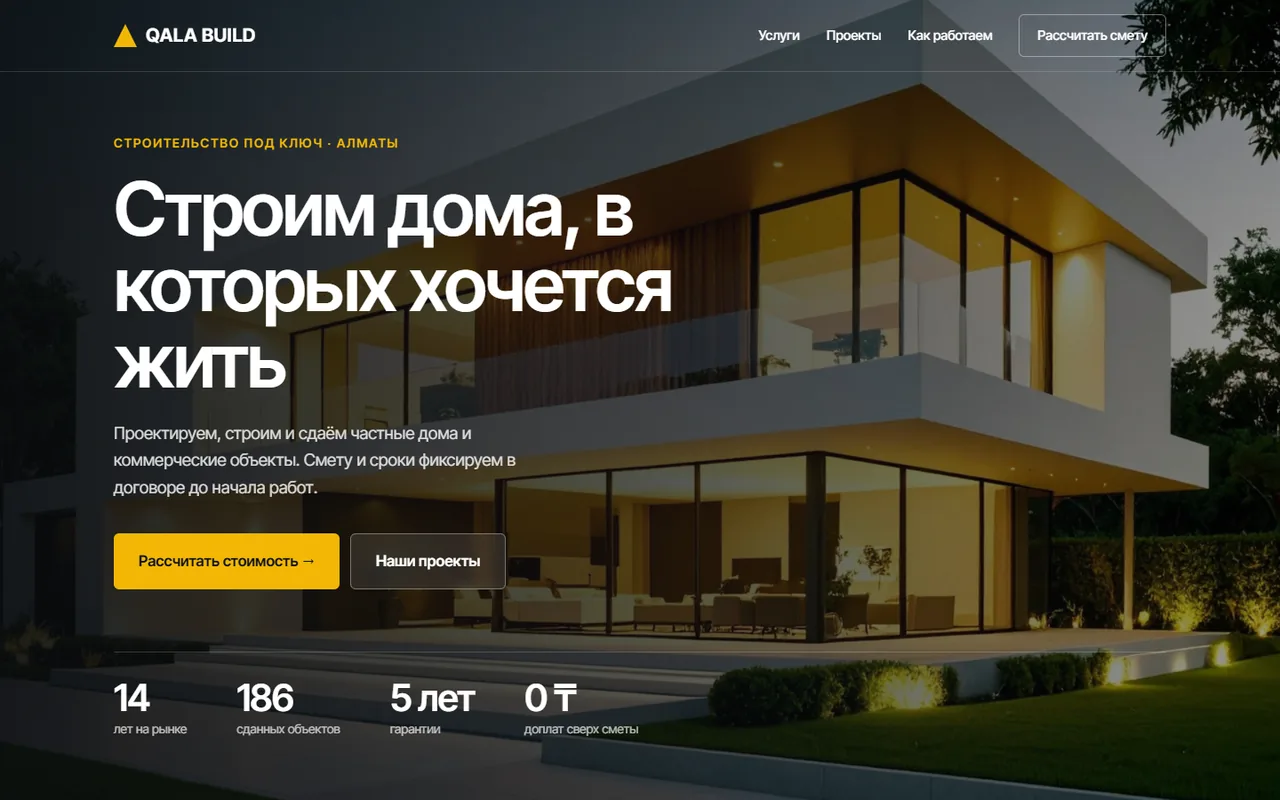 QALA BUILD
Услуги
Проекты
Как работаем
Рассчитать смету
СТРОИТЕЛЬСТВО ПОД КЛЮЧ · АЛМАТЫ
Строим дома, в
которых хочется
жить
Проектируем, строим и сдаём частные дома и
коммерческие объекты. Смету и сроки фиксируем в
договоре до начала работ.
Рассчитать стоимость →
Наши проекты
14
лет на рынке
186
сданных объектов
5 лет
гарантии
0 ₸
доплат сверх сметы